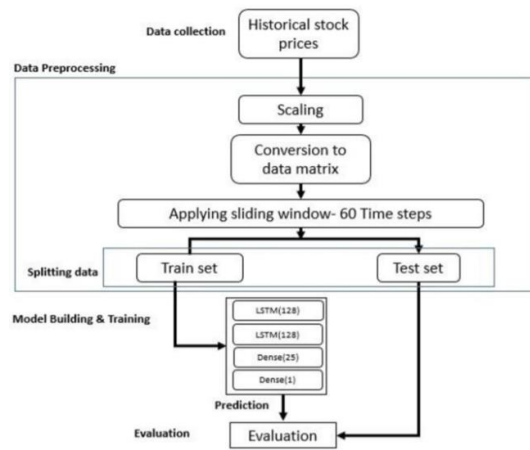 Data collection
Historical stock
prices
Data Preprocessing
Scaling
Conversion to
data matrix
Applying sliding window- 60 Time steps
Splitting data
Train set
Test set
Model Building & Training
LSTM(128)
LSTM(128)
Dense(25)
Dense(1)
Prediction
Evaluation
Evaluation